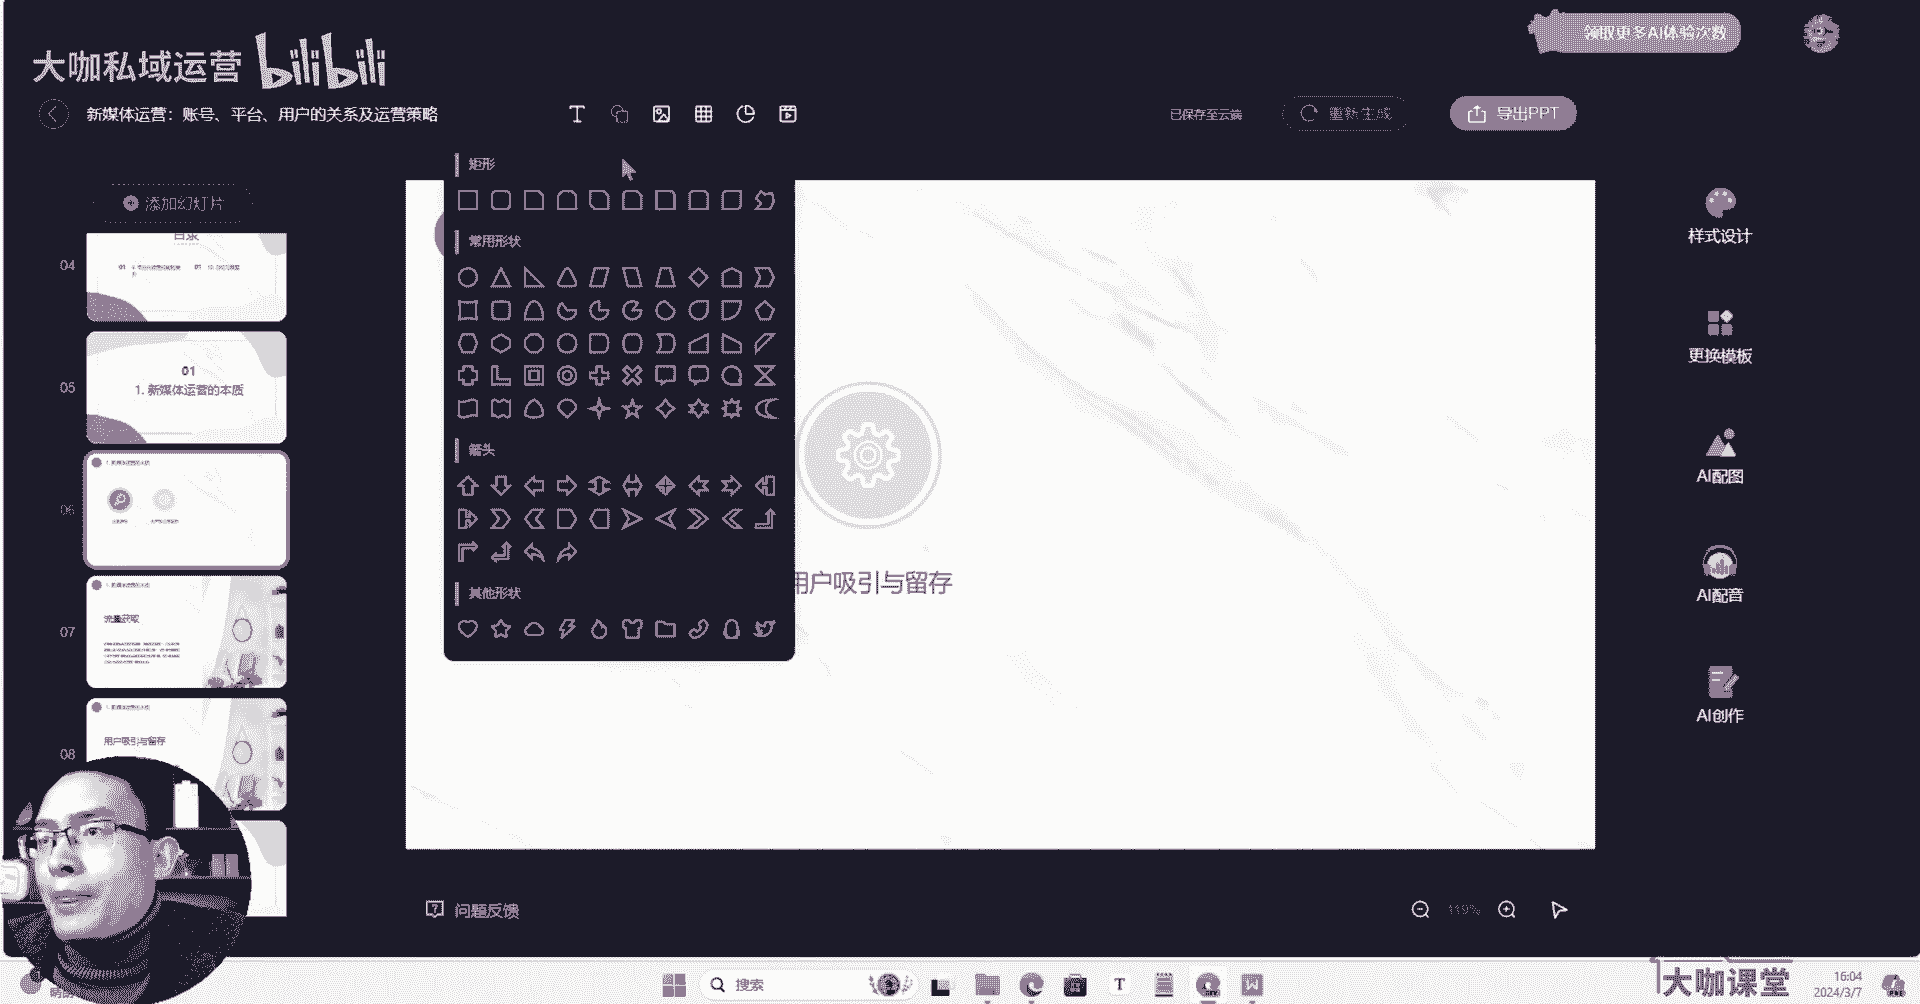 领取更多AI体验次数
大咖私域运营 bilibili
新媒体运营：账号、平台、用户的关系及运营策略
已保存至云端
重新生成
导出PPT
添加幻灯片
矩形
常用形状
箭头
其他形状
04
目录
05
01
1. 新媒体运营的本质
06
07
流量获取
08
用户吸引与留存
用户吸引与留存
样式设计
更换模板
AI配图
AI配音
AI创作
问题反馈
119%
搜索
大咖课堂
16:04
2024/3/7